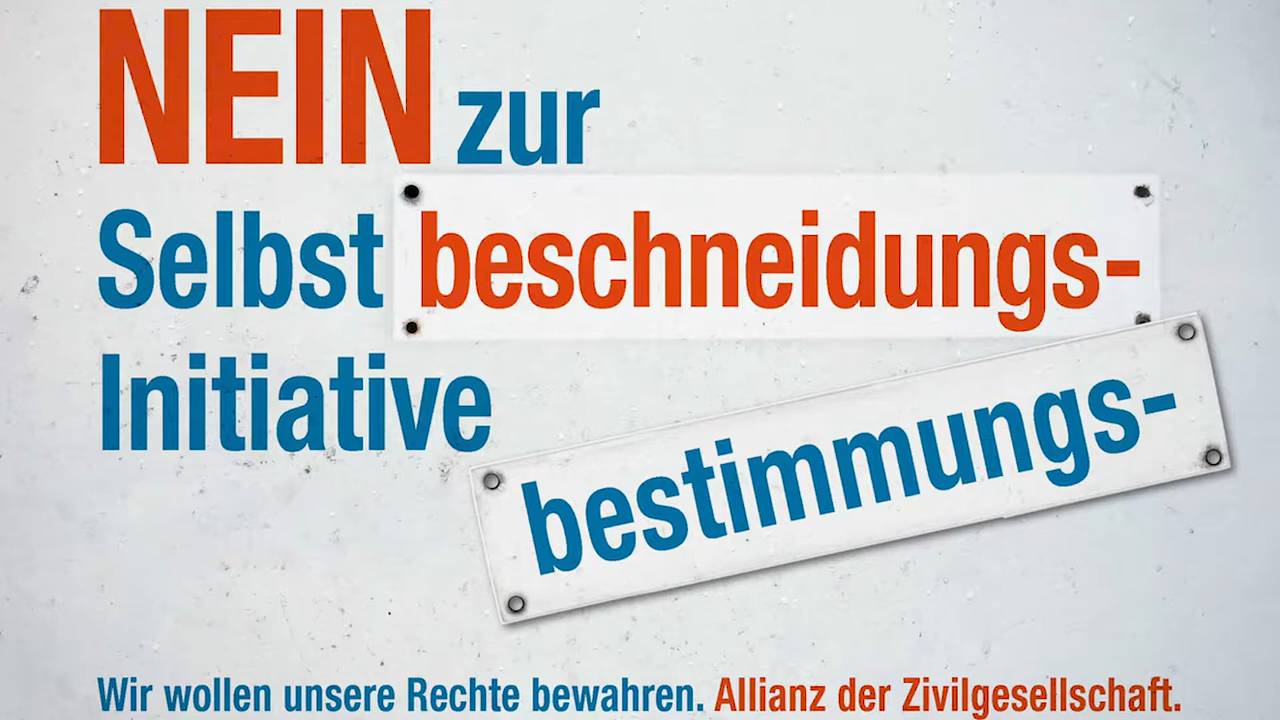 NEIN zur
Selbst beschneidungs-
Initiative
bestimmungs-
Wir wollen unsere Rechte bewahren. Allianz der Zivilgesellschaft.